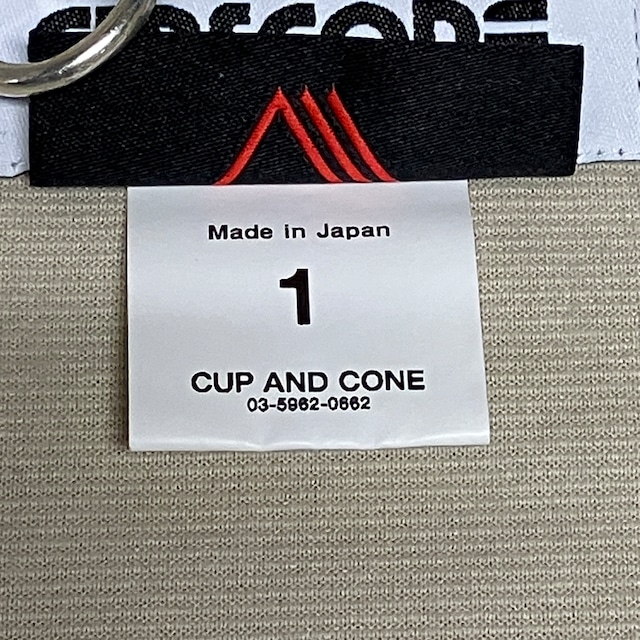 Made in Japan
1
CUP AND CONE
03-5962-0662